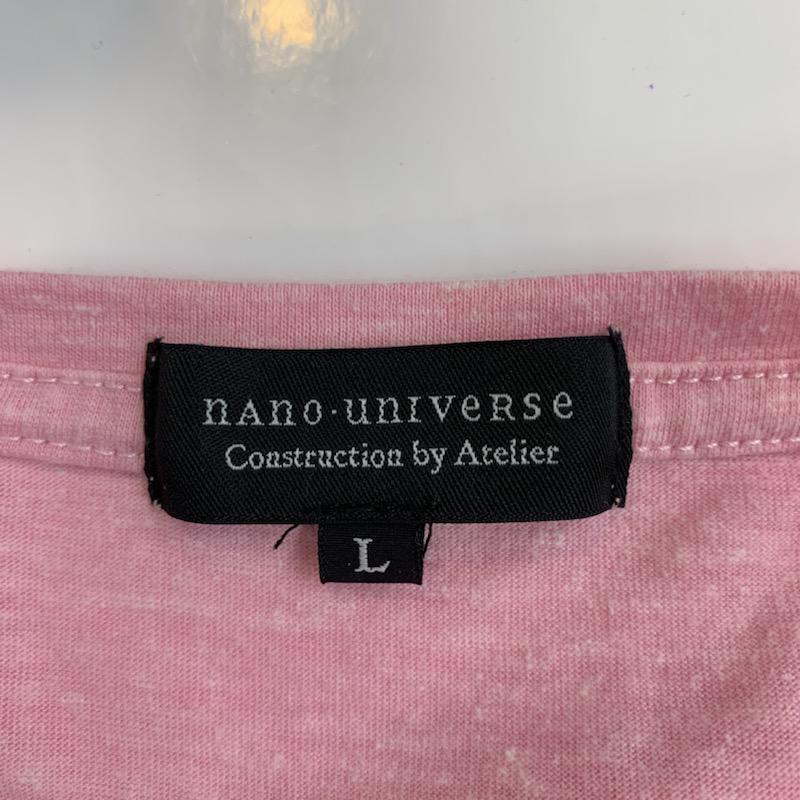 nAno·unIVeRSe
Construction by Atelier
L